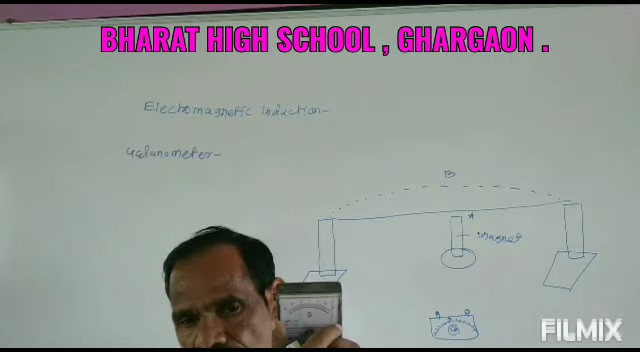 BHARAT HIGH SCHOOL , GHARGAON .
Electromagnetic induction-
Galanometer-
B
A
magnet
G
FILMIX